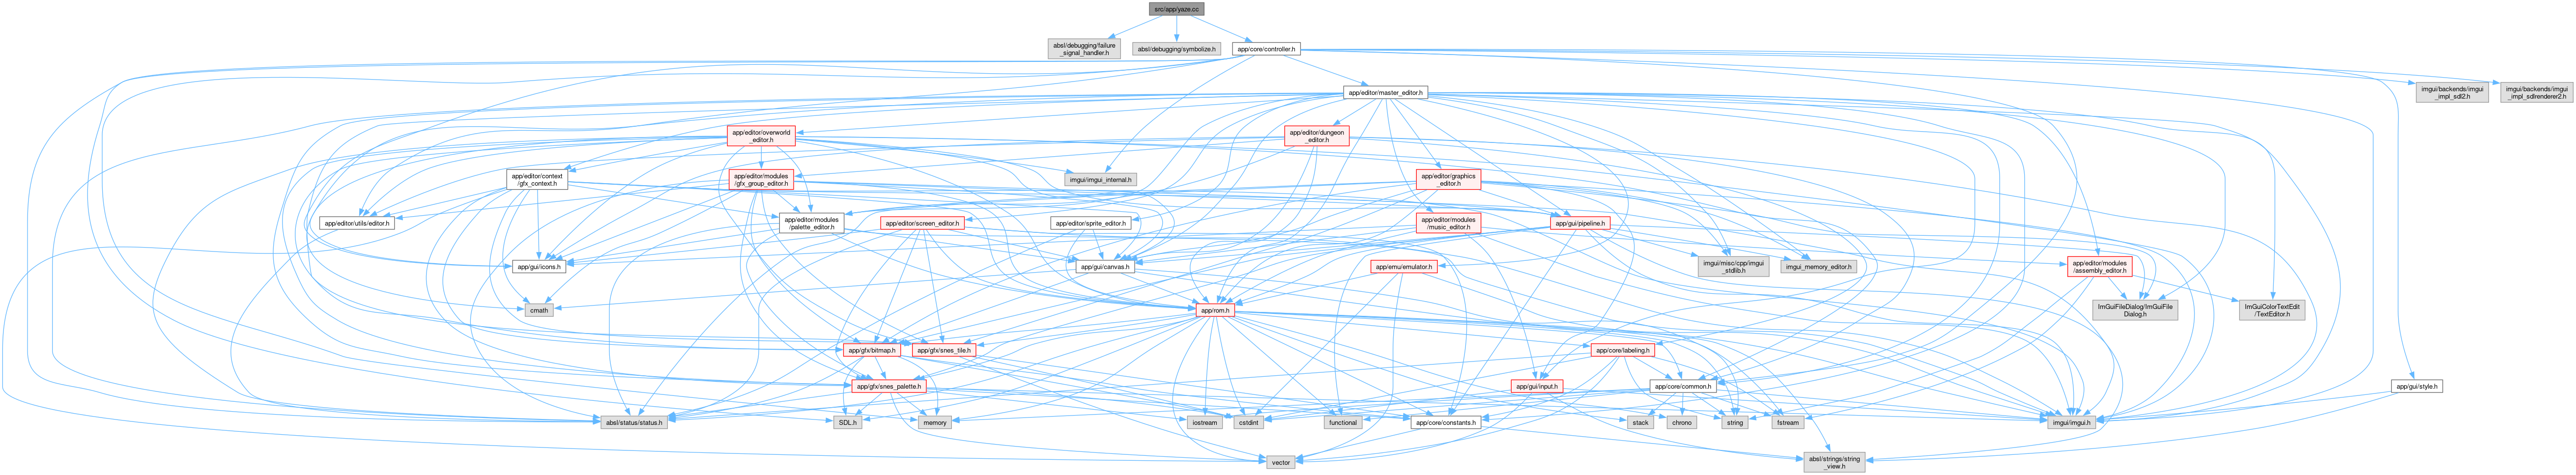 src/app/yaze.cc
absl/debugging/failure
_signal_handler.h
absl/debugging/symbolize.h
app/core/controller.h
app/editor/master_editor.h
imgui/backends/imgui
_impl_sdl2.h
imgui/backends/imgui
_impl_sdlrenderer2.h
app/editor/overworld
_editor.h
app/editor/dungeon
_editor.h
app/editor/context
/gfx_context.h
app/editor/modules
/gfx_group_editor.h
imgui/imgui_internal.h
app/editor/graphics
_editor.h
app/editor/utils/editor.h
app/editor/modules
/palette_editor.h
app/editor/screen_editor.h
app/editor/sprite_editor.h
app/editor/modules
/music_editor.h
app/gui/pipeline.h
app/gui/icons.h
app/gui/canvas.h
app/emu/emulator.h
imgui/misc/cpp/imgui
_stdlib.h
imgui_memory_editor.h
app/editor/modules
/assembly_editor.h
cmath
app/rom.h
ImGuiFileDialog/ImGuiFile
Dialog.h
ImGuiColorTextEdit
/TextEditor.h
app/gfx/bitmap.h
app/gfx/snes_tile.h
app/core/labeling.h
app/gfx/snes_palette.h
app/gui/input.h
app/core/common.h
app/gui/style.h
absl/status/status.h
SDL.h
memory
iostream
cstdint
functional
app/core/constants.h
stack
chrono
string
fstream
imgui/imgui.h
vector
absl/strings/string
_view.h